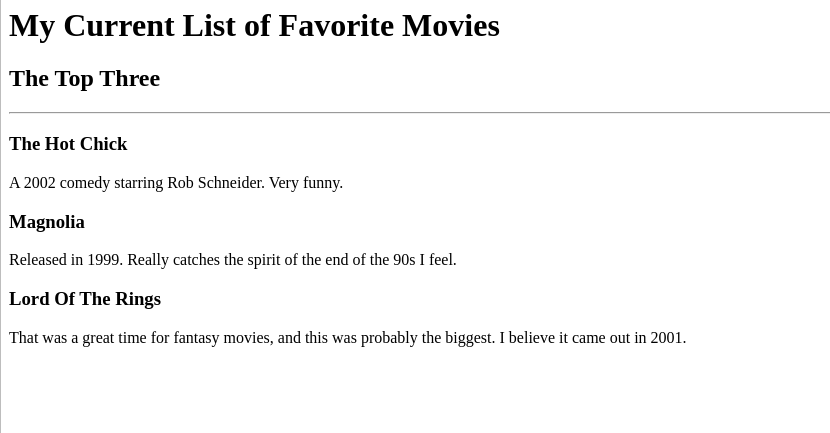 My Current List of Favorite Movies
The Top Three
The Hot Chick
A 2002 comedy starring Rob Schneider. Very funny.
Magnolia
Released in 1999. Really catches the spirit of the end of the 90s I feel.
Lord Of The Rings
That was a great time for fantasy movies, and this was probably the biggest. I believe it came out in 2001.